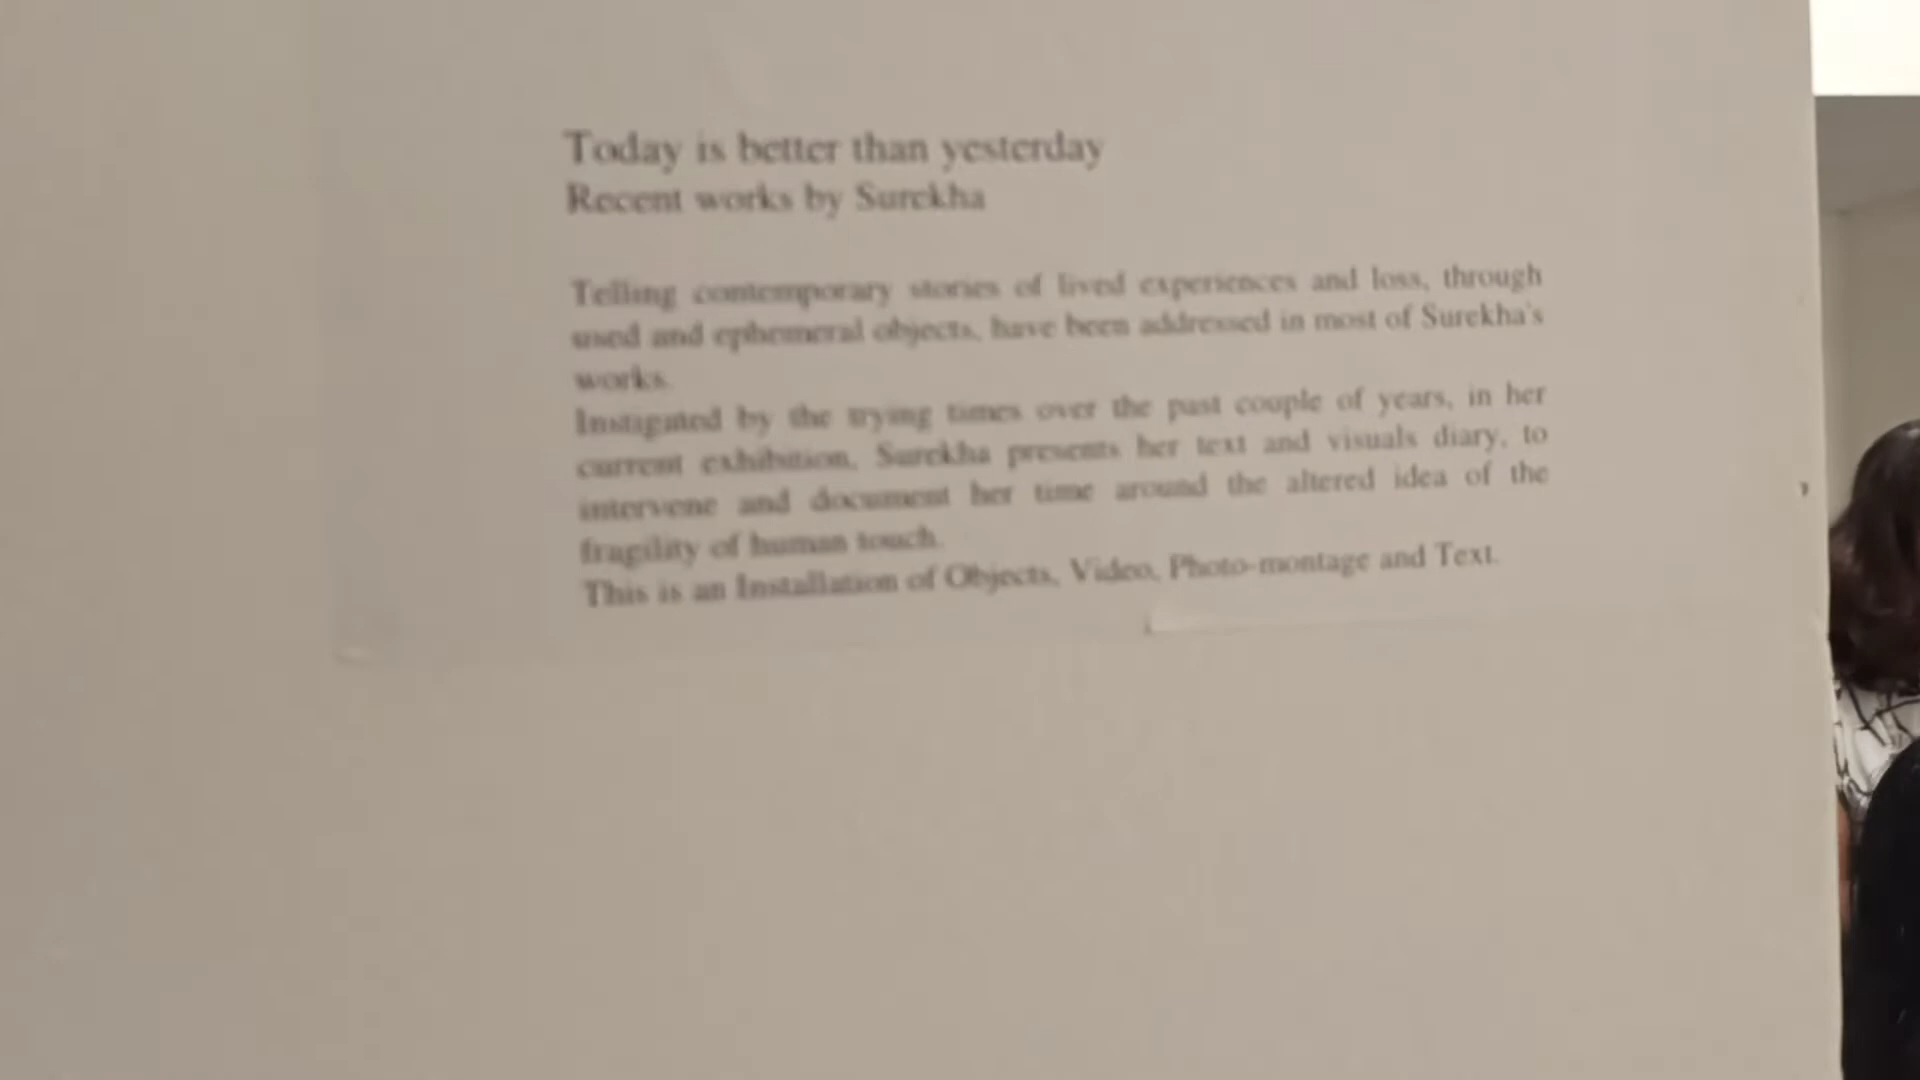 Today is better than yesterday
Recent works by Surekha
Telling contemporary stories of lived experiences and loss, through
used and ephemeral objects, have been addressed in most of Surekha's
works.
Instigated by the trying times over the past couple of years, in her
current exhibition, Surekha presents her text and visuals diary, to
intervene and document her time around the altered idea of the
fragility of human touch.
This is an Installation of Objects, Video, Photo-montage and Text.